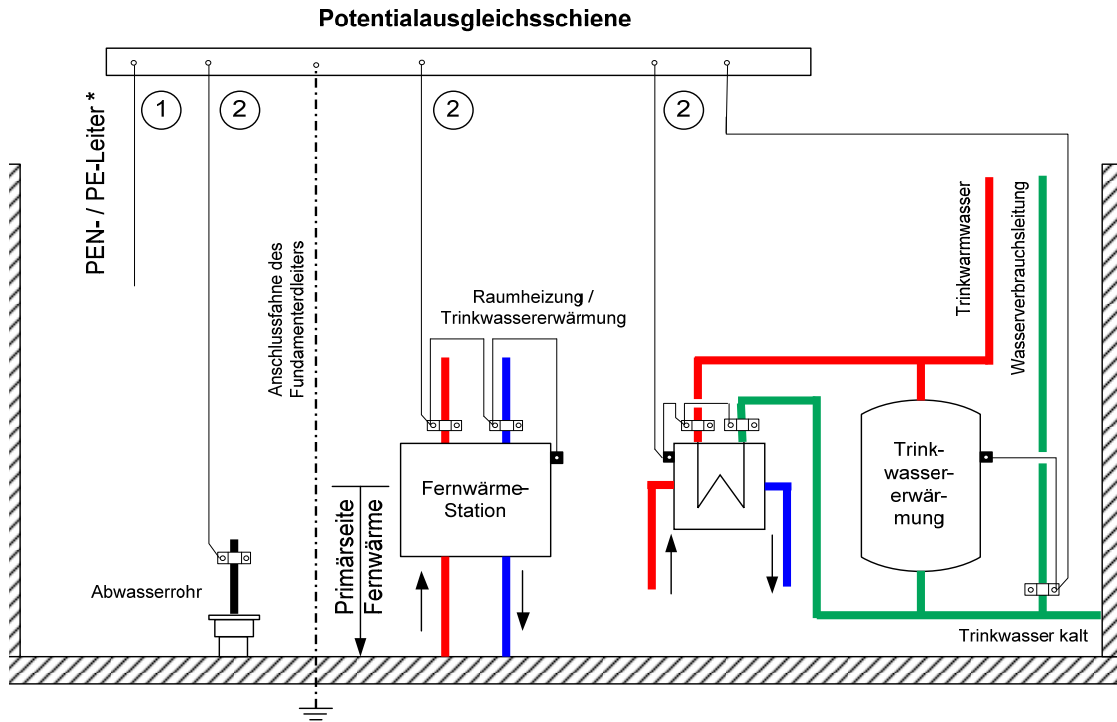 Potentialausgleichsschiene
1
2
2
2
PEN- / PE-Leiter *
Anschlussfahne des
Fundamenterdleiters
Raumheizung /
Trinkwassererwärmung
Trinkwarmwasser
Wasserverbrauchsleitung
Fernwärme-
Station
Trink-
wasser-
erwär-
mung
Primärseite
Fernwärme
Abwasserrohr
Trinkwasser kalt